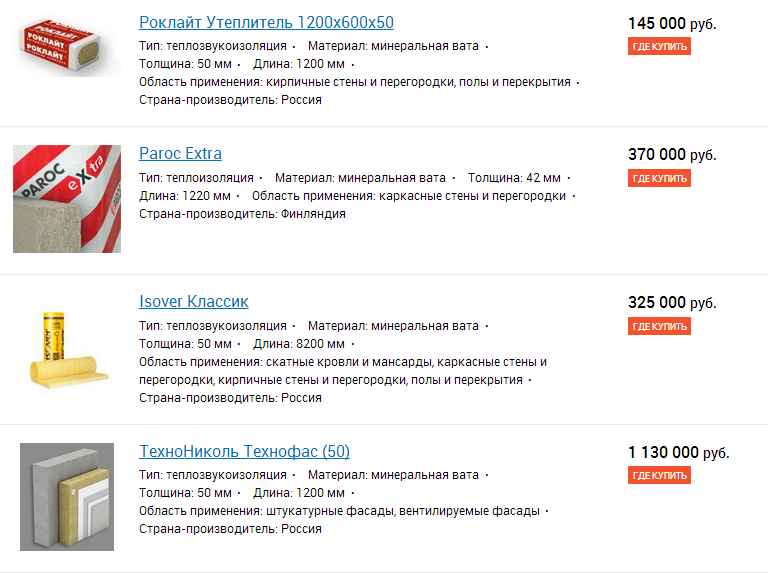 РОКЛАЙТ
РОКЛАЙТ
РОКЛАЙТ
Роклайт Утеплитель 1200х600х50
145 000 руб.
ГДЕ КУПИТЬ
Тип: теплозвукоизоляция · Материал: минеральная вата ·
Толщина: 50 мм · Длина: 1200 мм ·
Область применения: кирпичные стены и перегородки, полы и перекрытия ·
Страна-производитель: Россия
PAROC eXtra
Paroc Extra
370 000 руб.
ГДЕ КУПИТЬ
Тип: теплоизоляция · Материал: минеральная вата · Толщина: 42 мм ·
Длина: 1220 мм · Область применения: каркасные стены и перегородки ·
Страна-производитель: Финляндия
isover
Isover Классик
325 000 руб.
ГДЕ КУПИТЬ
Тип: теплозвукоизоляция · Материал: минеральная вата ·
Толщина: 50 мм · Длина: 8200 мм ·
Область применения: скатные кровли и мансарды, каркасные стены и
перегородки, кирпичные стены и перегородки, полы и перекрытия ·
Страна-производитель: Россия
ТехноНиколь Технофас (50)
1 130 000 руб.
ГДЕ КУПИТЬ
Тип: теплозвукоизоляция · Материал: минеральная вата ·
Толщина: 50 мм · Длина: 1200 мм ·
Область применения: штукатурные фасады, вентилируемые фасады ·
Страна-производитель: Россия